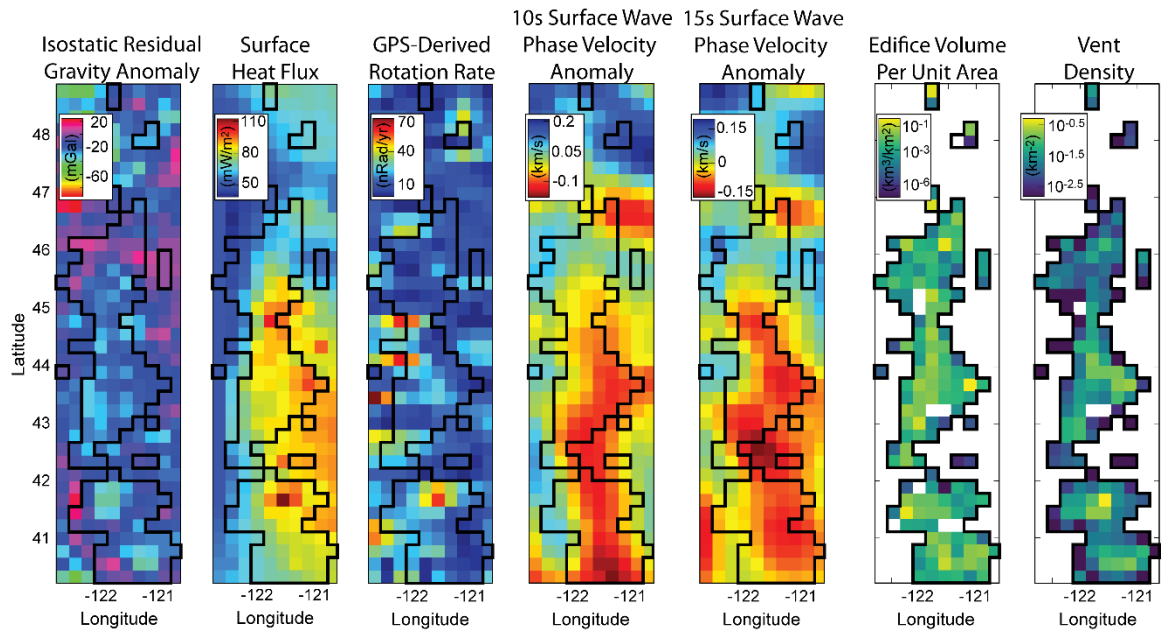 Isostatic Residual
Gravity Anomaly
Surface
Heat Flux
GPS-Derived
Rotation Rate
10s Surface Wave
Phase Velocity
Anomaly
15s Surface Wave
Phase Velocity
Anomaly
Edifice Volume
Per Unit Area
Vent
Density
20
-20
-60
(mGal)
110
80
50
(mW/m²)
70
40
10
(nRad/yr)
0.2
0.05
-0.1
(km/s)
0.15
0
-0.15
(km/s)
10⁻¹
10⁻³
10⁻⁶
(km³/km²)
10⁻⁰·⁵
10⁻¹·⁵
10⁻²·⁵
(km⁻²)
48
47
46
45
44
43
42
41
Latitude
-122 -121
Longitude
-122 -121
Longitude
-122 -121
Longitude
-122 -121
Longitude
-122 -121
Longitude
-122 -121
Longitude
-122 -121
Longitude